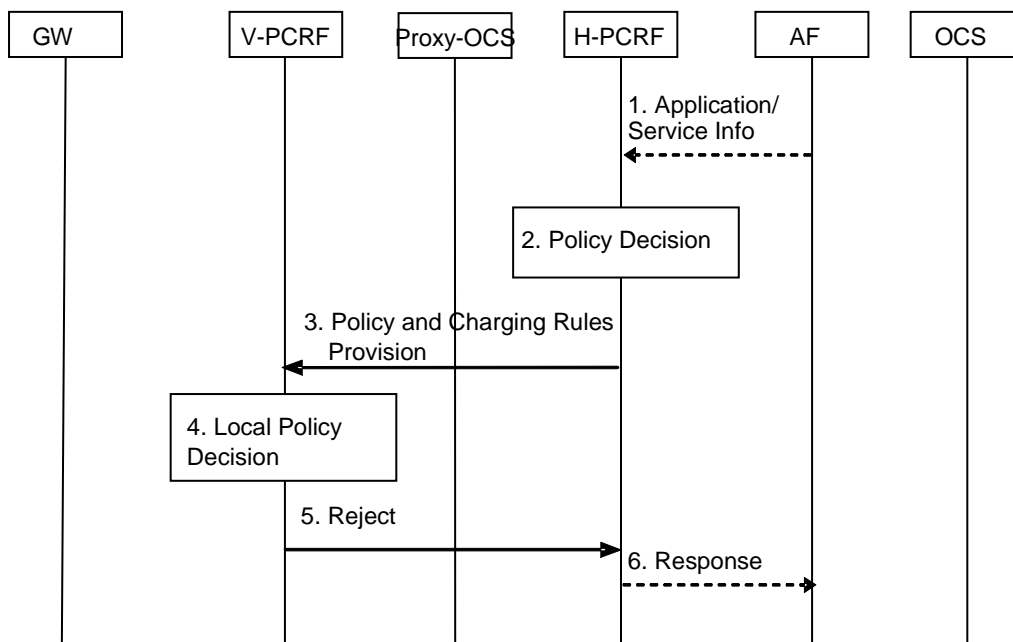 GW
V-PCRF
Proxy-OCS
H-PCRF
AF
OCS
1. Application/
Service Info
2. Policy Decision
3. Policy and Charging Rules
Provision
4. Local Policy
Decision
5. Reject
6. Response